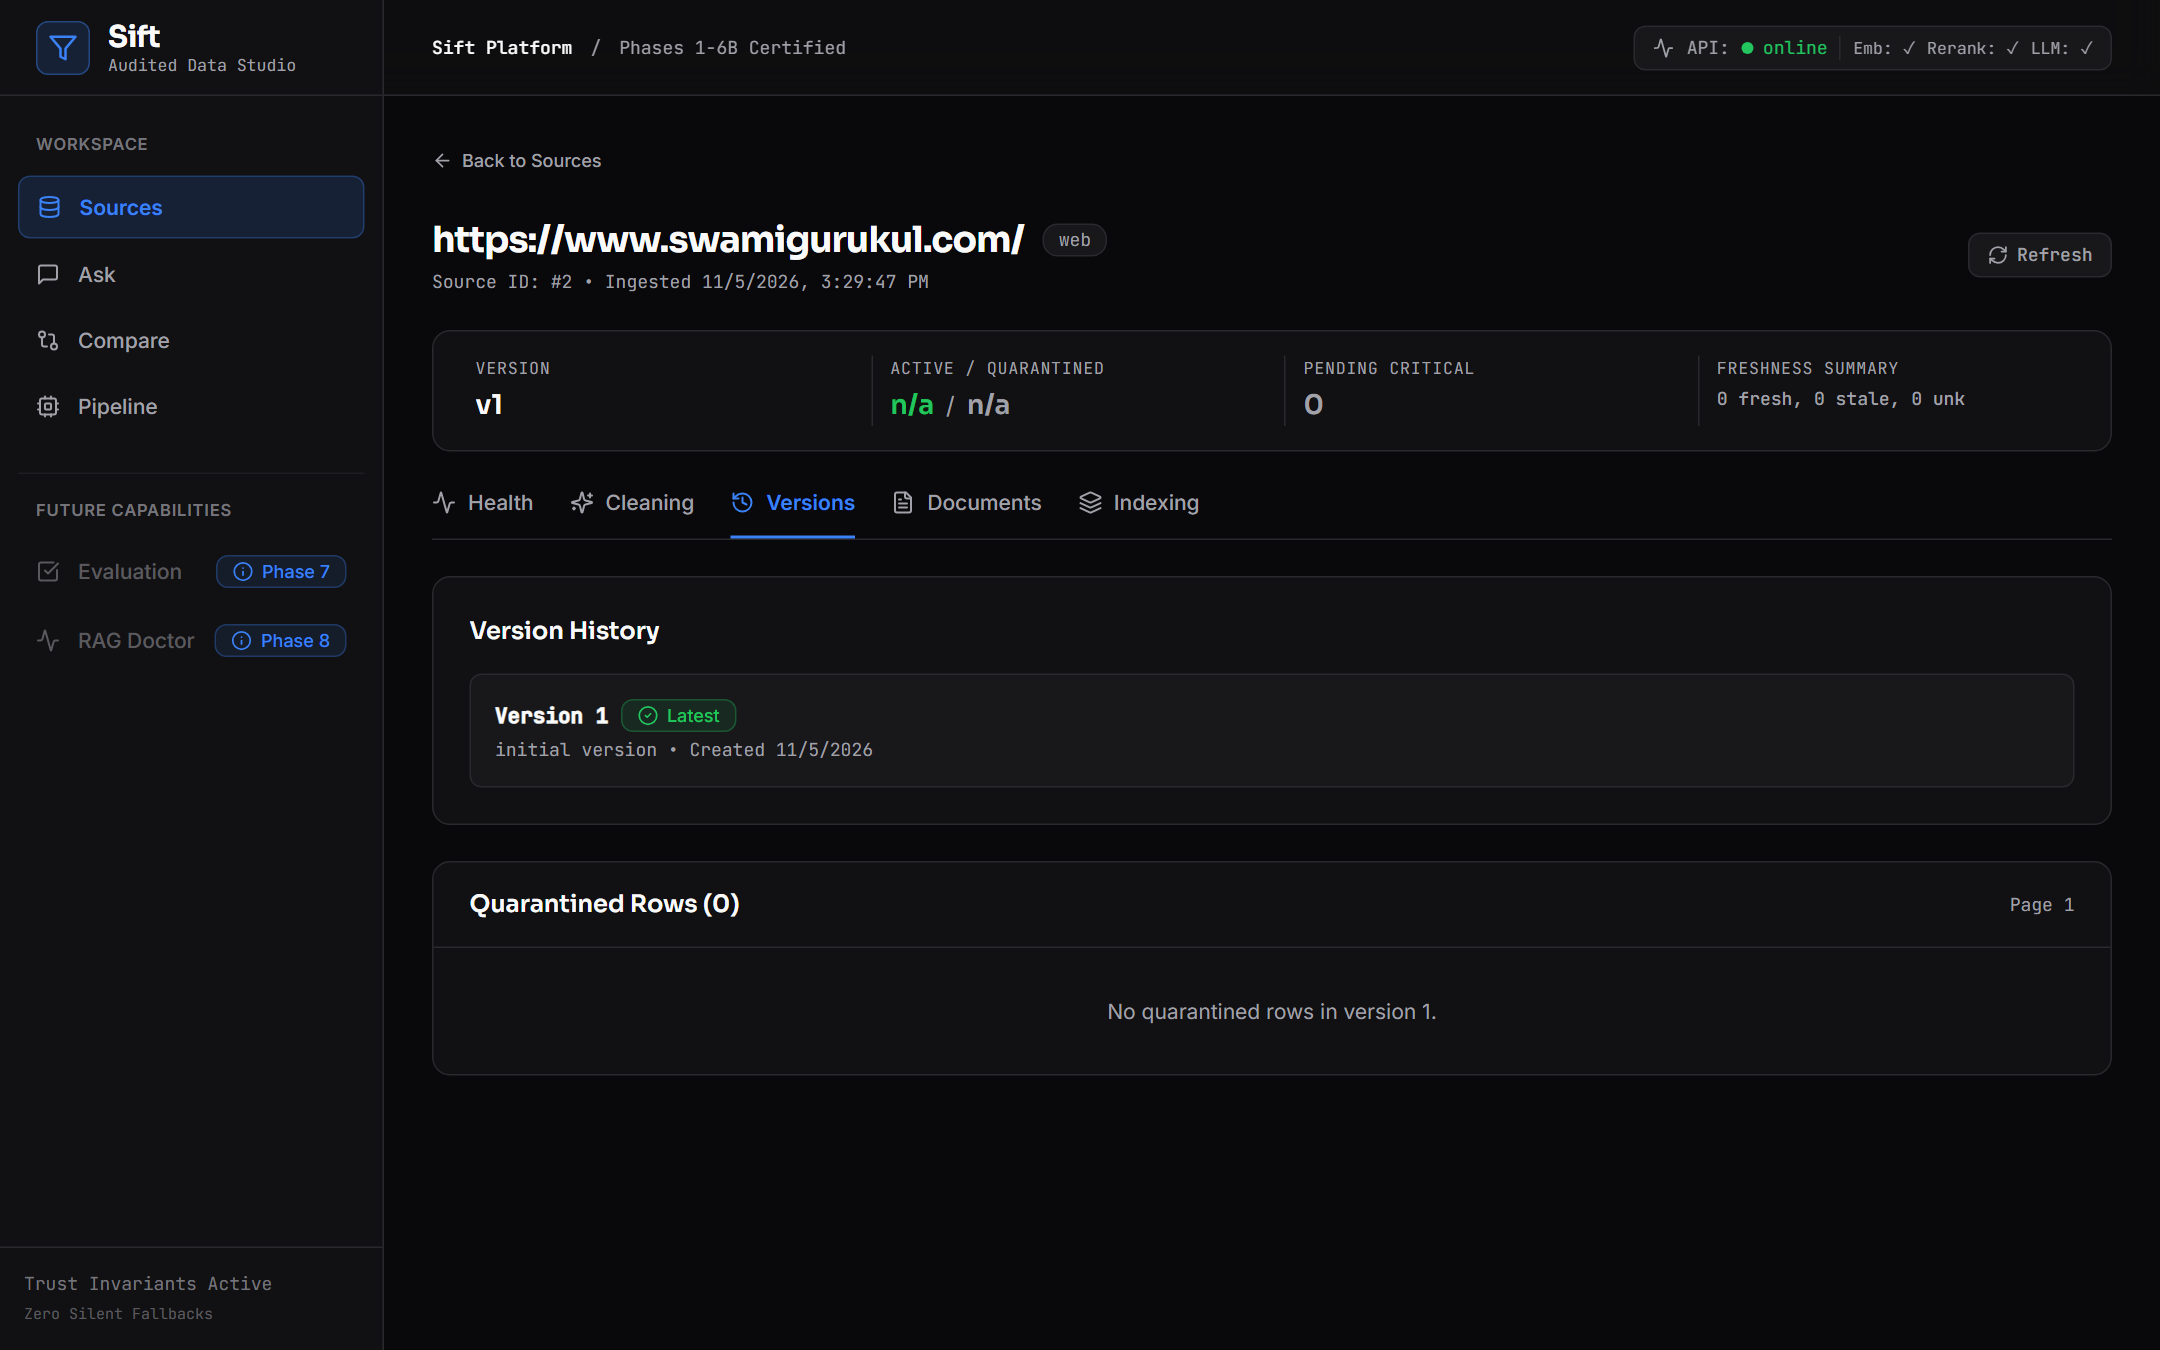 Sift
Audited Data Studio
Sift Platform / Phases 1-6B Certified
API: online Emb: ✓ Rerank: ✓ LLM: ✓
WORKSPACE
Sources
Ask
Compare
Pipeline
FUTURE CAPABILITIES
Evaluation Phase 7
RAG Doctor Phase 8
Trust Invariants Active
Zero Silent Fallbacks
Back to Sources
https://www.swamigurukul.com/ web
Source ID: #2 • Ingested 11/5/2026, 3:29:47 PM
Refresh
VERSION
v1
ACTIVE / QUARANTINED
n/a / n/a
PENDING CRITICAL
0
FRESHNESS SUMMARY
0 fresh, 0 stale, 0 unk
Health Cleaning Versions Documents Indexing
Version History
Version 1 Latest
initial version • Created 11/5/2026
Quarantined Rows (0)
Page 1
No quarantined rows in version 1.